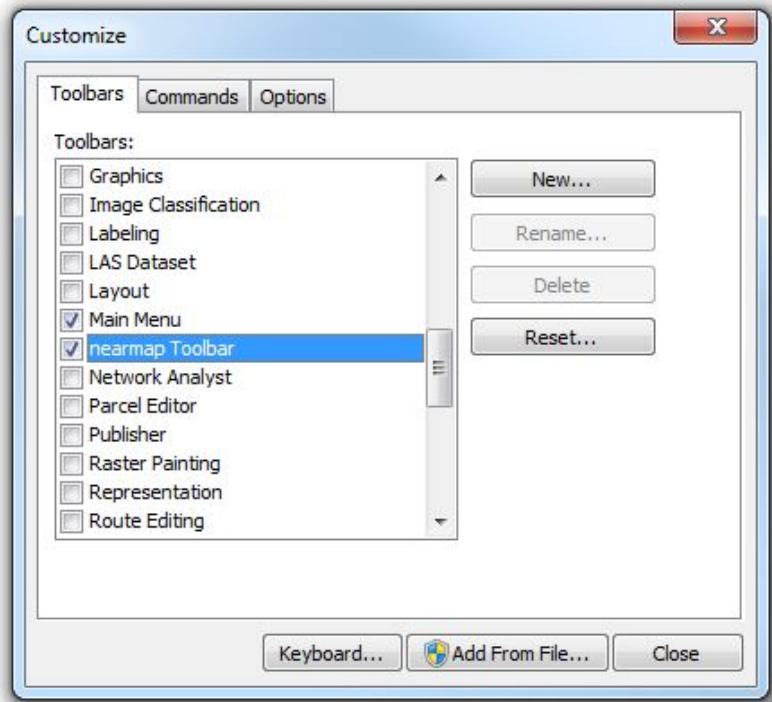 Customize
Toolbars Commands Options
Toolbars:
Graphics
Image Classification
Labeling
LAS Dataset
Layout
Main Menu
nearmap Toolbar
Network Analyst
Parcel Editor
Publisher
Raster Painting
Representation
Route Editing
New...
Rename...
Delete
Reset...
Keyboard... Add From File... Close